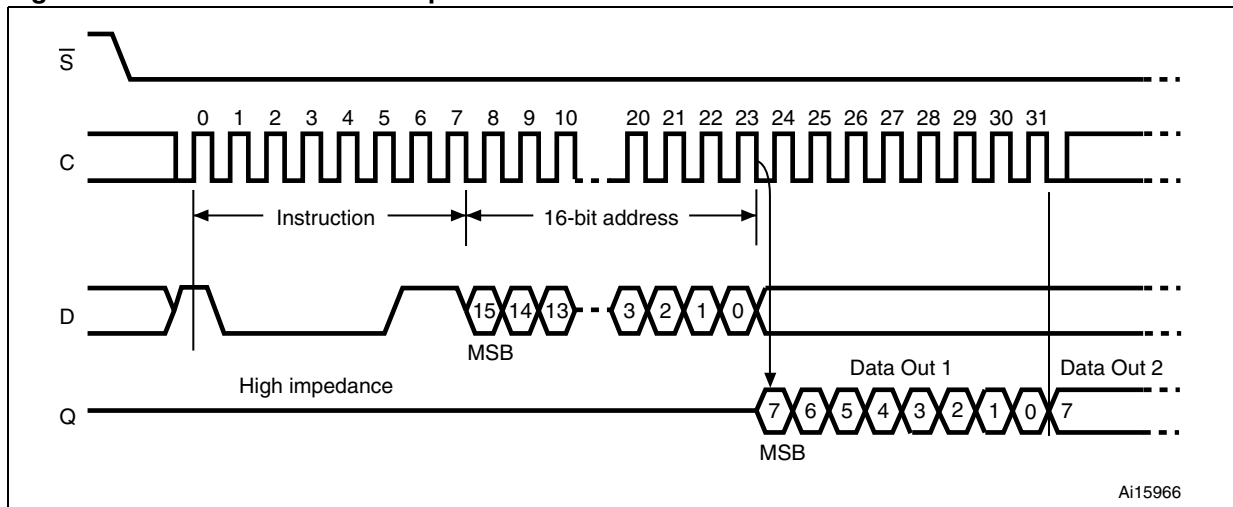 S
0 1 2 3 4 5 6 7 8 9 10 20 21 22 23 24 25 26 27 28 29 30 31
C
Instruction 16-bit address
D 15 14 13 3 2 1 0
MSB
High impedance Data Out 1 Data Out 2
Q 7 6 5 4 3 2 1 0 7
MSB
Ai15966